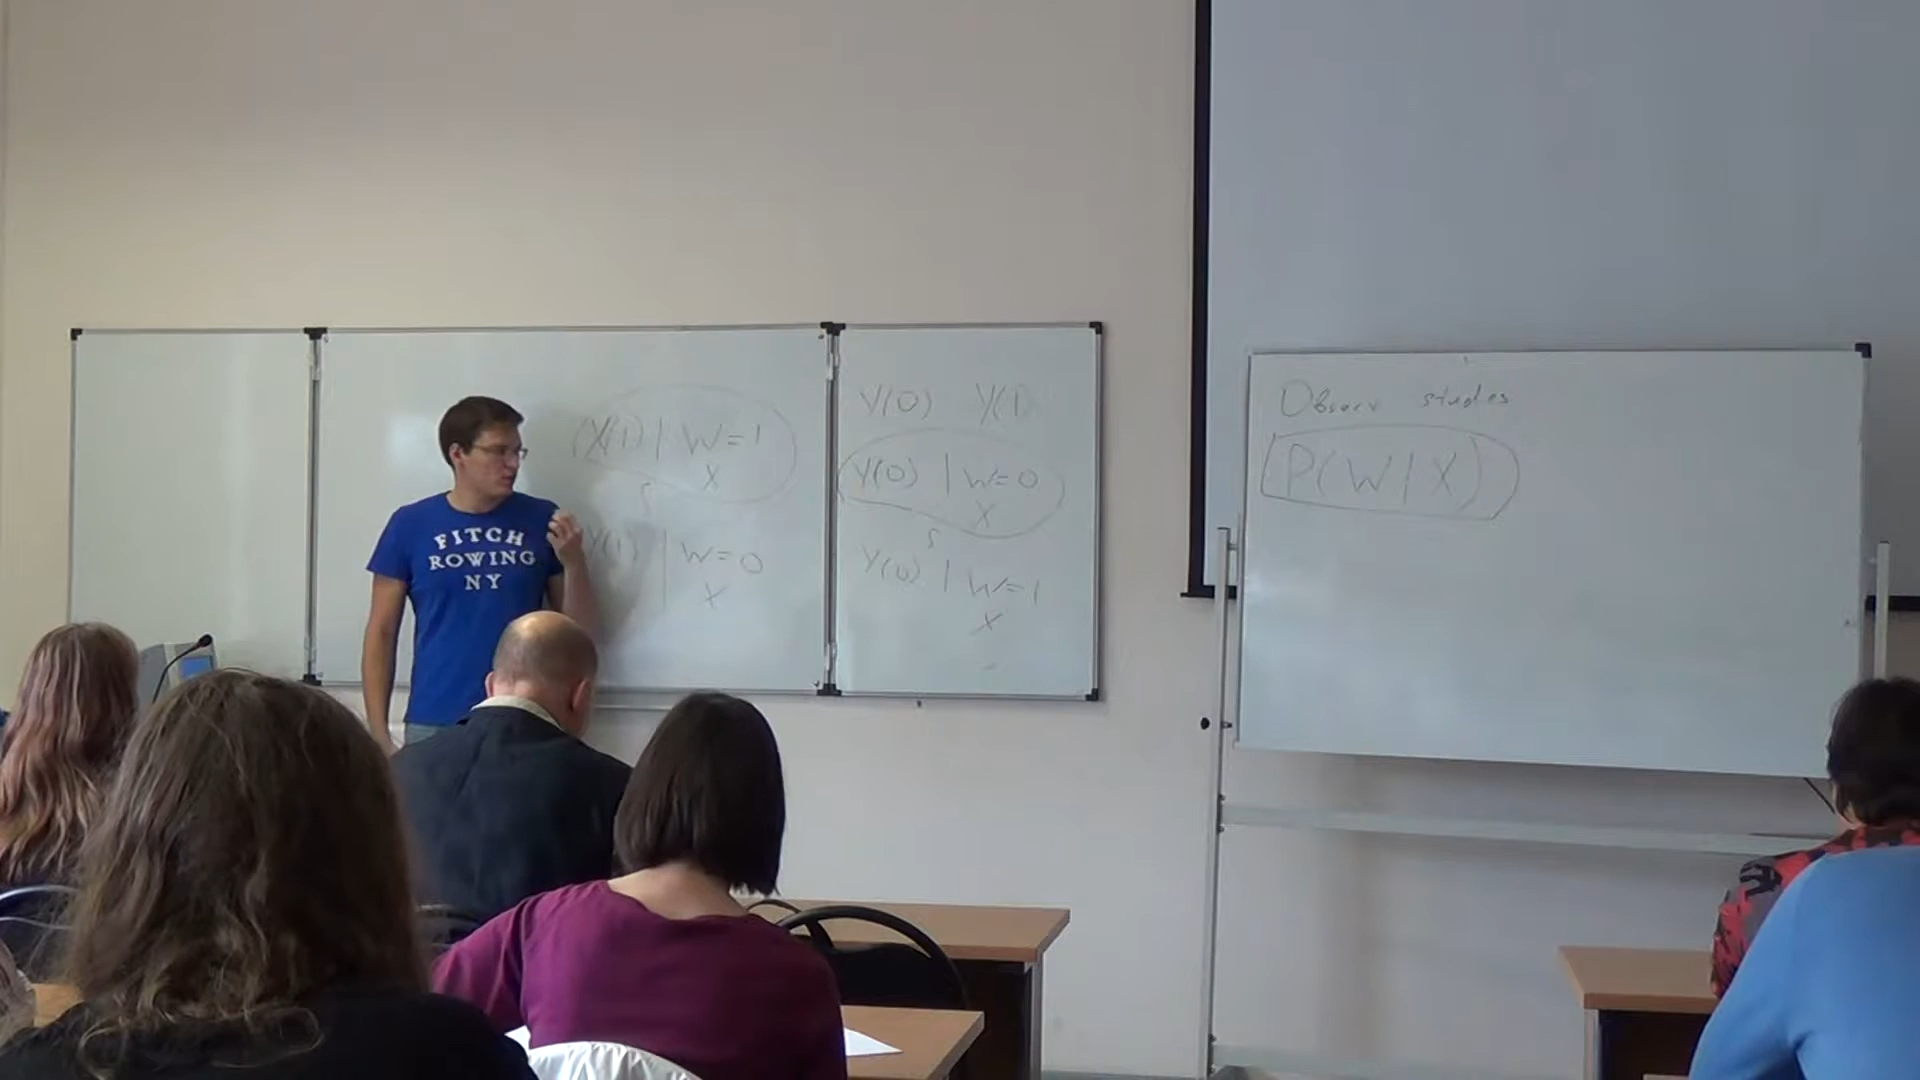 FITCH
ROWING
NY
Y(1) | W=1
X
S
Y(1) | W=0
X
Y(0) Y(1)
Y(0) | W=0
X
S
Y(0) | W=1
X
Observ studies
P(W|X)